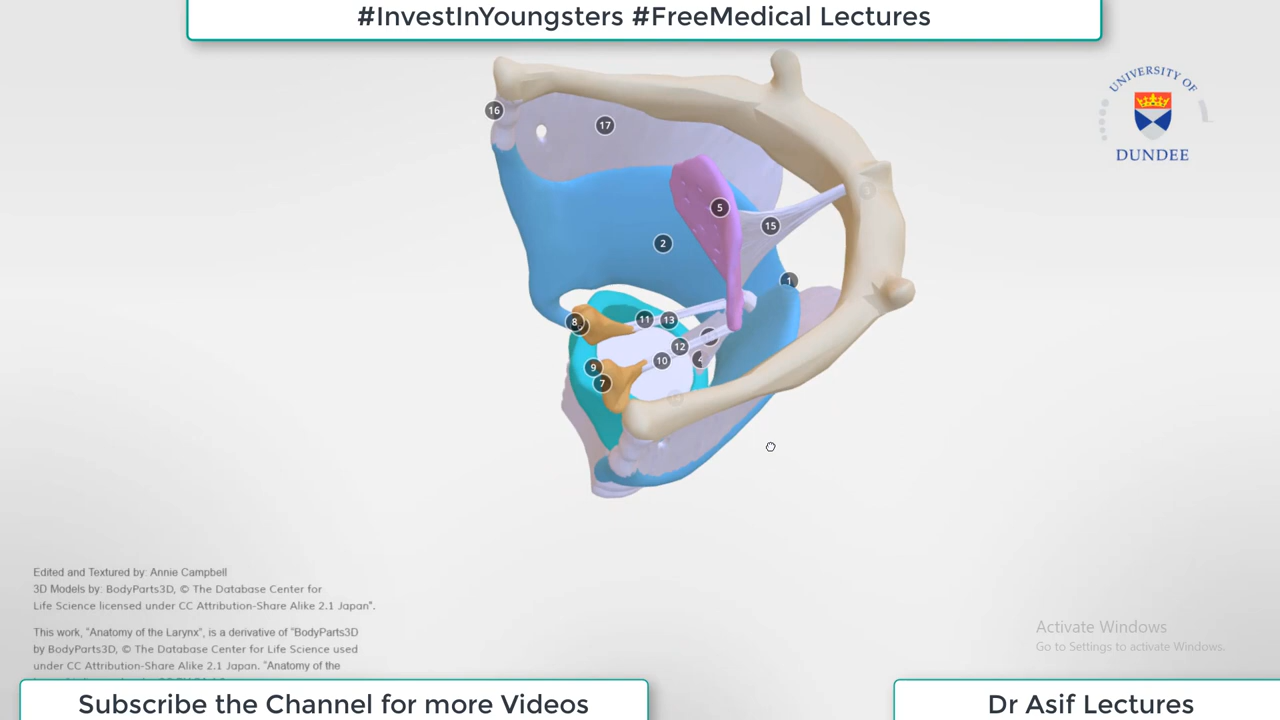 #InvestInYoungsters #FreeMedical Lectures
UNIVERSITY OF
DUNDEE
16
17
5
2
15
1
8
11
13
12
10
4
9
7
Edited and Textured by: Annie Campbell
3D Models by: BodyParts3D, © The Database Center for
Life Science licensed under CC Attribution-Share Alike 2.1 Japan".
This work, "Anatomy of the Larynx", is a derivative of "BodyParts3D
by BodyParts3D, © The Database Center for Life Science used
under CC Attribution-Share Alike 2.1 Japan. "Anatomy of the
Activate Windows
Go to Settings to activate Windows.
Subscribe the Channel for more Videos
Dr Asif Lectures